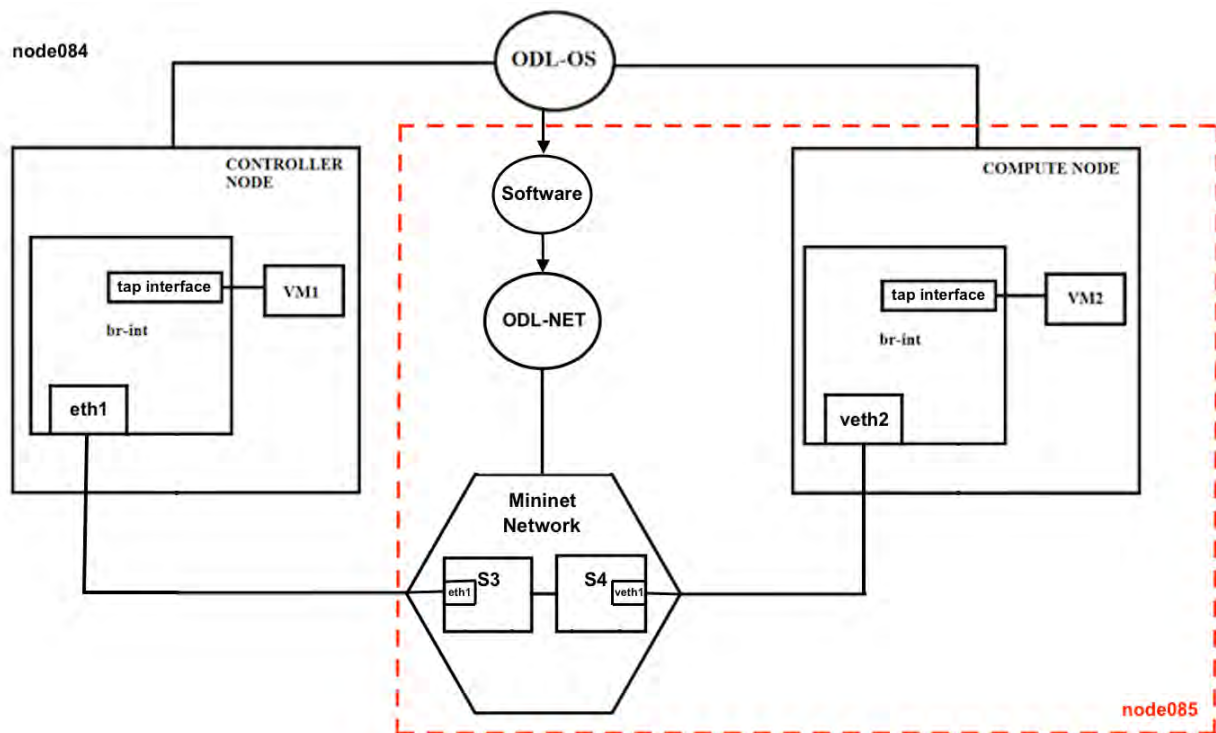 node084
ODL-OS
CONTROLLER
NODE
COMPUTE NODE
Software
tap interface
VM1
br-int
ODL-NET
tap interface
VM2
br-int
eth1
veth2
Mininet
Network
S3
S4
eth1
veth1
node085